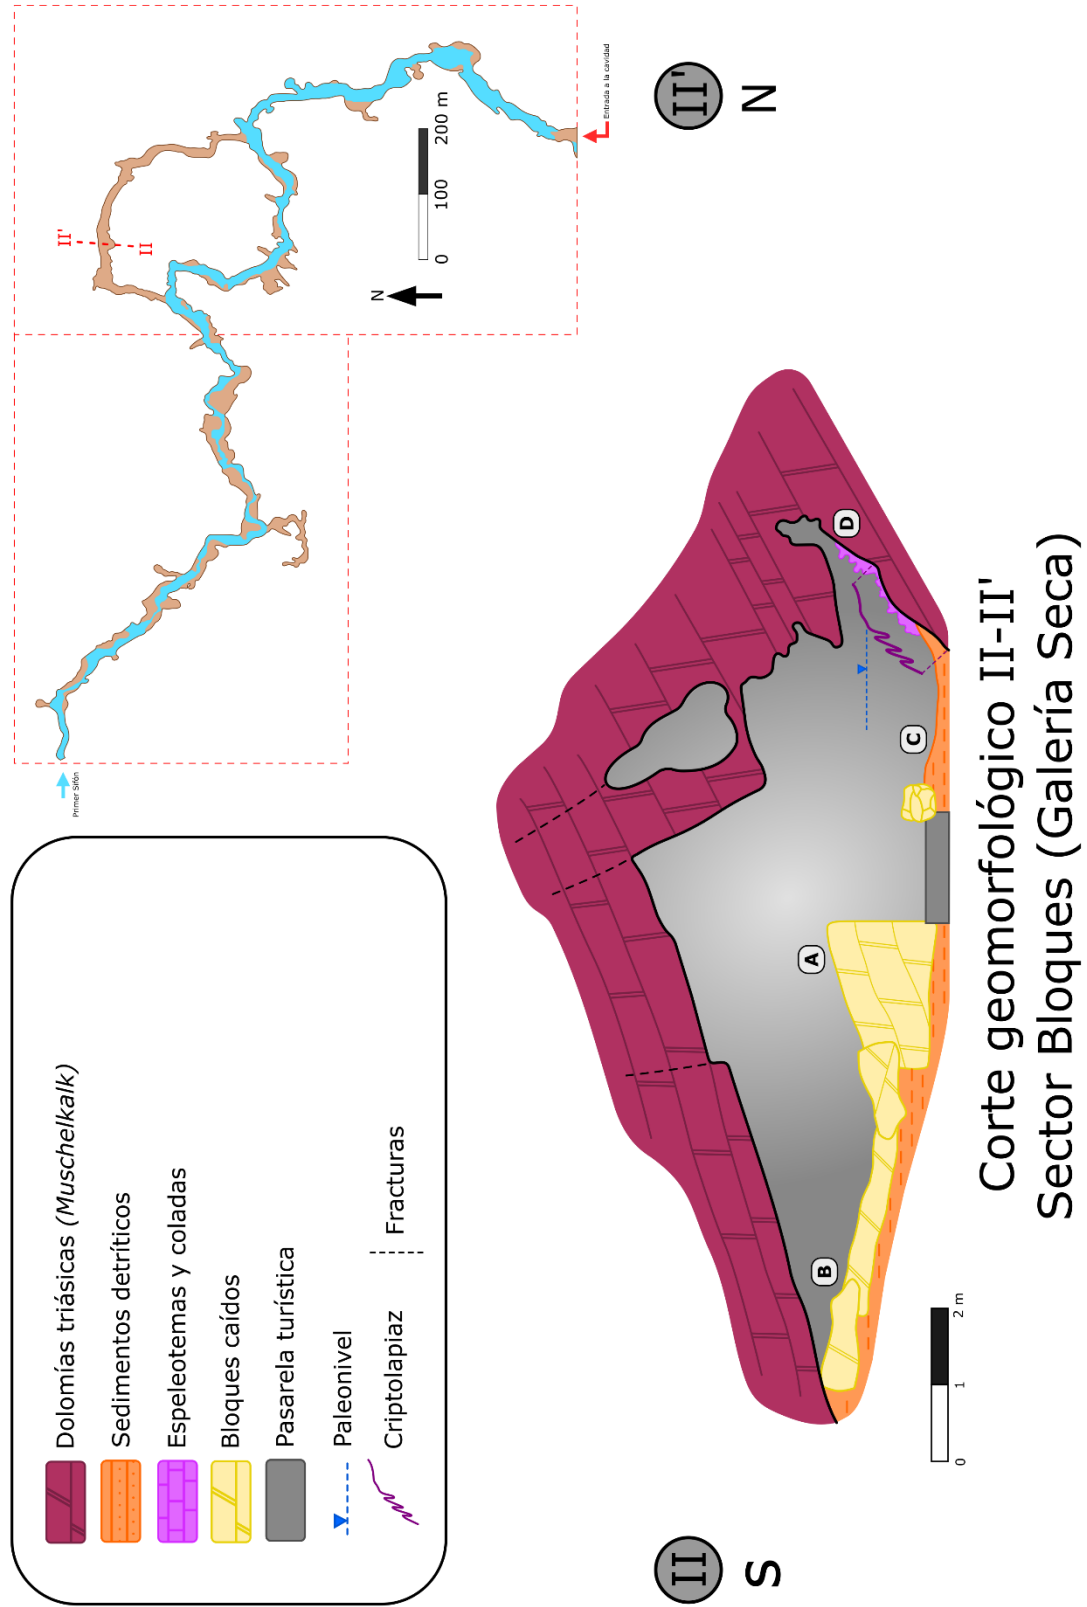 Dolomías triásicas (Muschelkalk)
Sedimentos detríticos
Espeleotemas y coladas
Bloques caídos
Pasarela turística
Paleonivel
Criptolapiaz
Fracturas
Primer Sifón
II'
II
N
0 100 200 m
Entrada a la cavidad
II
S
II'
N
A
B
C
D
0 1 2 m
Corte geomorfológico II-II'
Sector Bloques (Galería Seca)